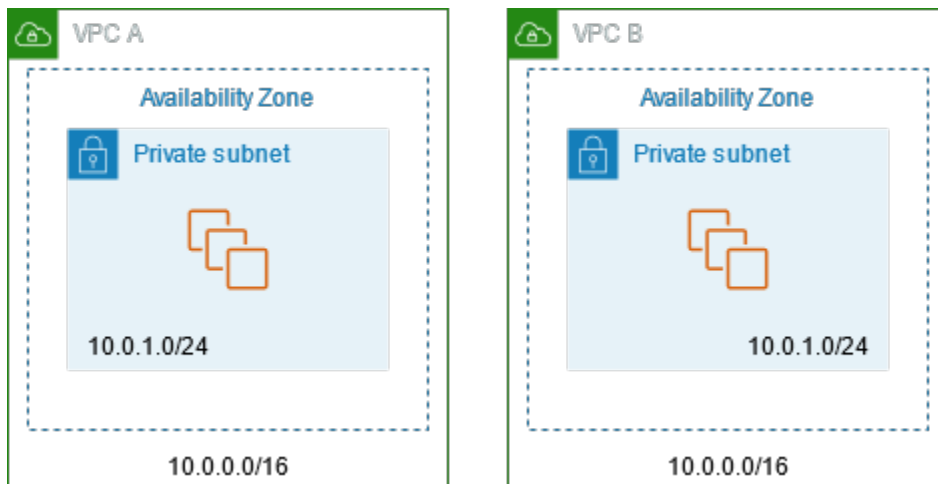 VPC A
Availability Zone
Private subnet
10.0.1.0/24
10.0.0.0/16
VPC B
Availability Zone
Private subnet
10.0.1.0/24
10.0.0.0/16